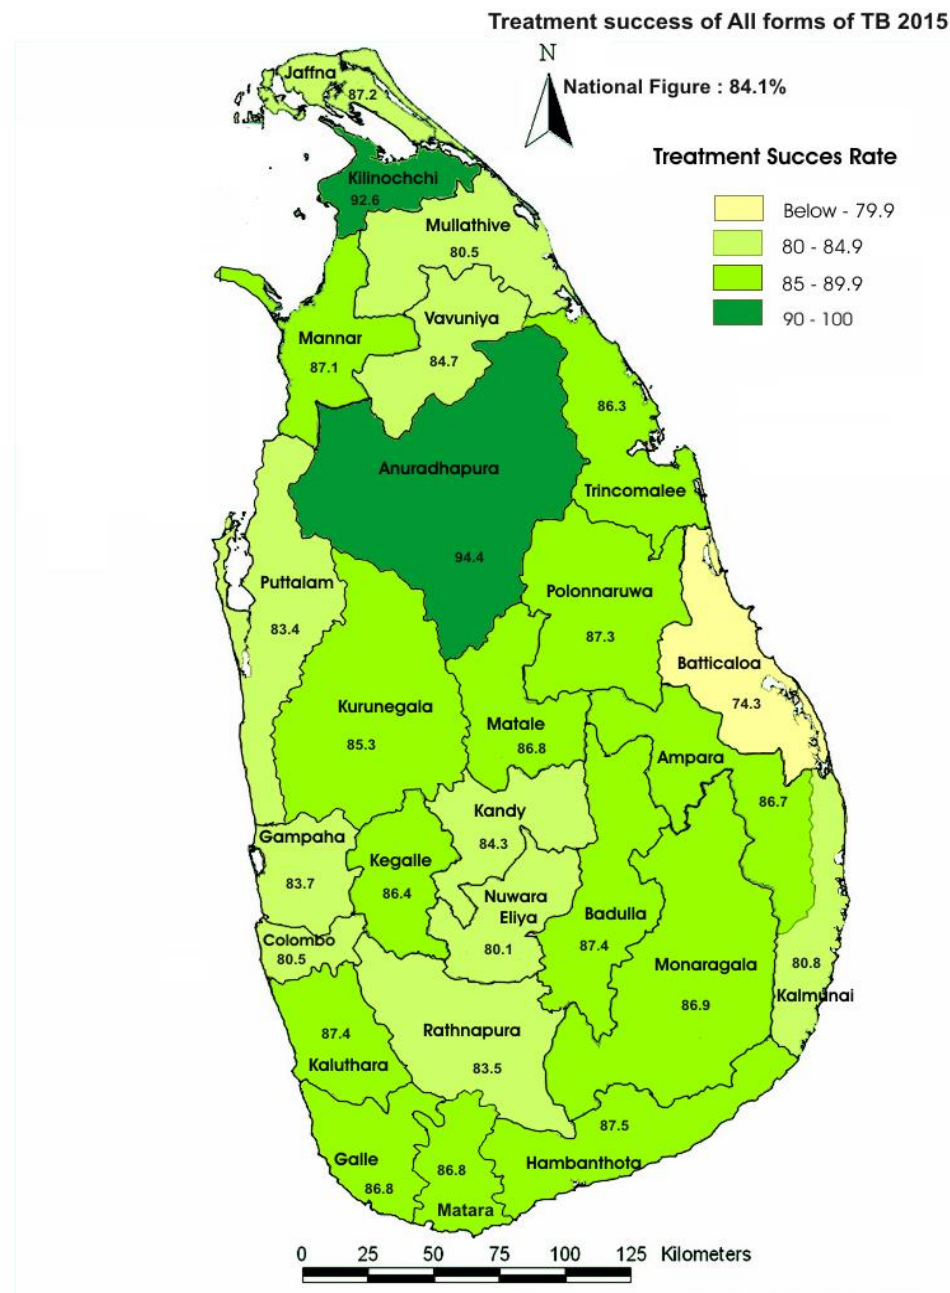 Treatment success of All forms of TB 2015
N
National Figure : 84.1%
Treatment Succes Rate
Below - 79.9
80 - 84.9
85 - 89.9
90 - 100
Jaffna
87.2
Kilinochchi
92.6
Mullathive
80.5
Vavuniya
84.7
Mannar
87.1
86.3
Trincomalee
Anuradhapura
94.4
Puttalam
83.4
Polonnaruwa
87.3
Batticaloa
74.3
Kurunegala
85.3
Matale
86.8
Ampara
86.7
Kandy
84.3
Gampaha
83.7
Kegalle
86.4
Nuwara
Eliya
80.1
Badulla
87.4
Colombo
80.5
Monaragala
86.9
80.8
Kalmunai
87.4
Kaluthara
Rathnapura
83.5
87.5
Hambanthota
Galle
86.8
86.8
Matara
0 25 50 75 100 125 Kilometers